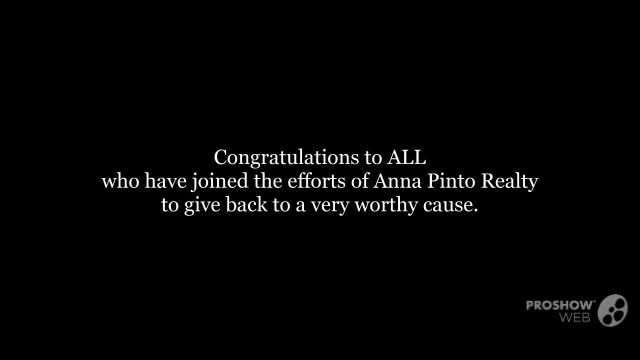 Congratulations to ALL
who have joined the efforts of Anna Pinto Realty
to give back to a very worthy cause.
PROSHOW
WEB